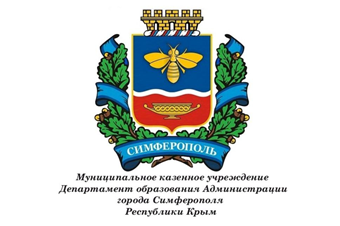 СИМФЕРОПОЛЬ
Муниципальное казенное учреждение
Департамент образования Администрации
города Симферополя
Республики Крым